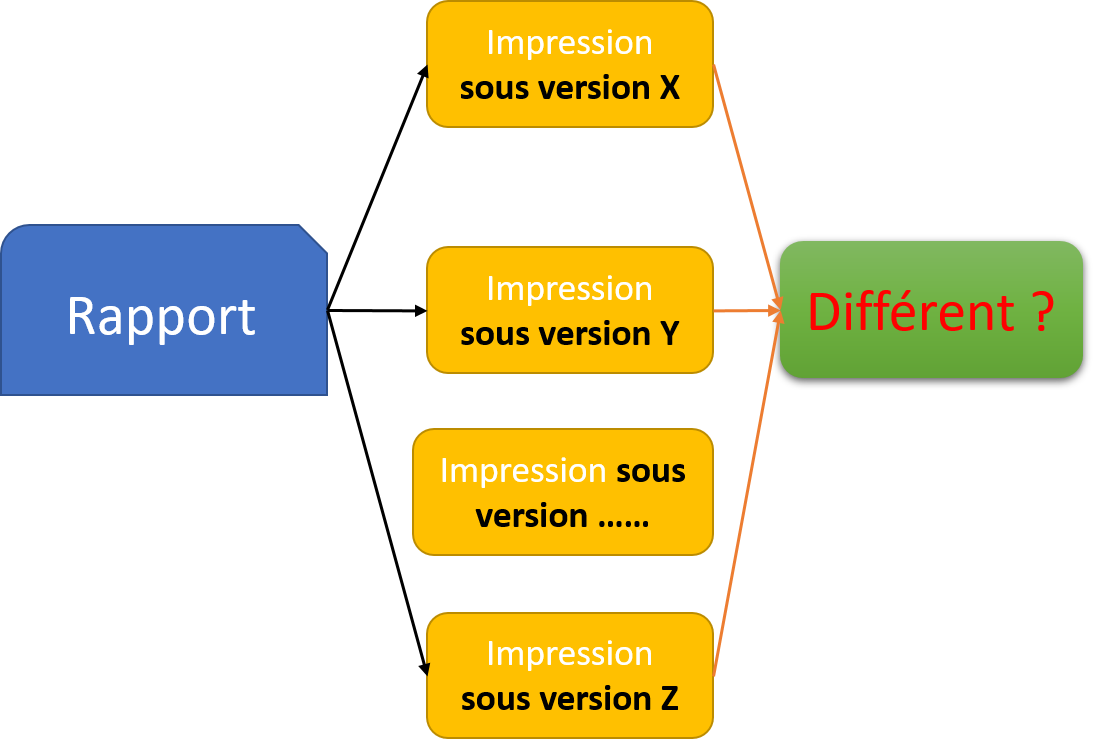 Impression
sous version X
Rapport
Impression
sous version Y
Différent ?
Impression sous
version ……
Impression
sous version Z